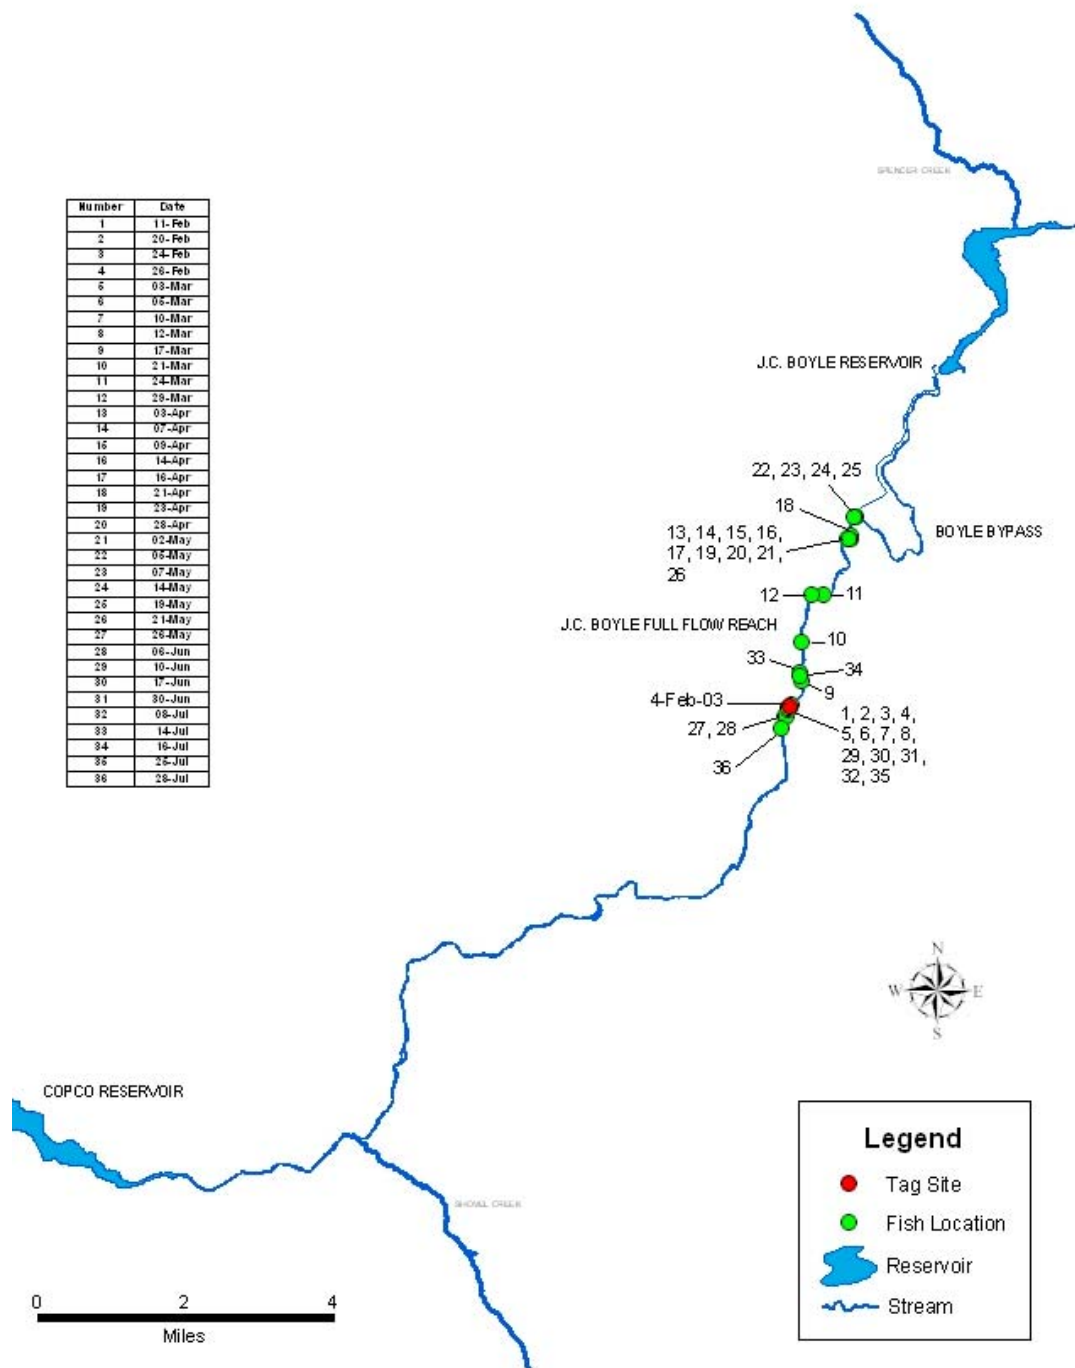 SPENCER CREEK
Number Date
1 11-Feb
2 20-Feb
3 24-Feb
4 26-Feb
5 03-Mar
6 05-Mar
7 10-Mar
8 12-Mar
9 17-Mar
10 21-Mar
11 24-Mar
12 29-Mar
13 03-Apr
14 07-Apr
15 09-Apr
16 14-Apr
17 16-Apr
18 21-Apr
19 23-Apr
20 28-Apr
21 02-May
22 05-May
23 07-May
24 14-May
25 19-May
26 21-May
27 26-May
28 06-Jun
29 10-Jun
30 17-Jun
31 30-Jun
32 08-Jul
33 14-Jul
34 16-Jul
35 25-Jul
36 28-Jul
J.C. BOYLE RESERVOIR
22, 23, 24, 25
18
13, 14, 15, 16,
17, 19, 20, 21,
26
BOYLE BYPASS
12
11
J.C. BOYLE FULL FLOW REACH
10
33
34
9
4-Feb-03
27, 28
1, 2, 3, 4,
5, 6, 7, 8,
29, 30, 31,
32, 35
36
N
W E
S
COPCO RESERVOIR
SHOVEL CREEK
Legend
Tag Site
Fish Location
Reservoir
Stream
0 2 4
Miles